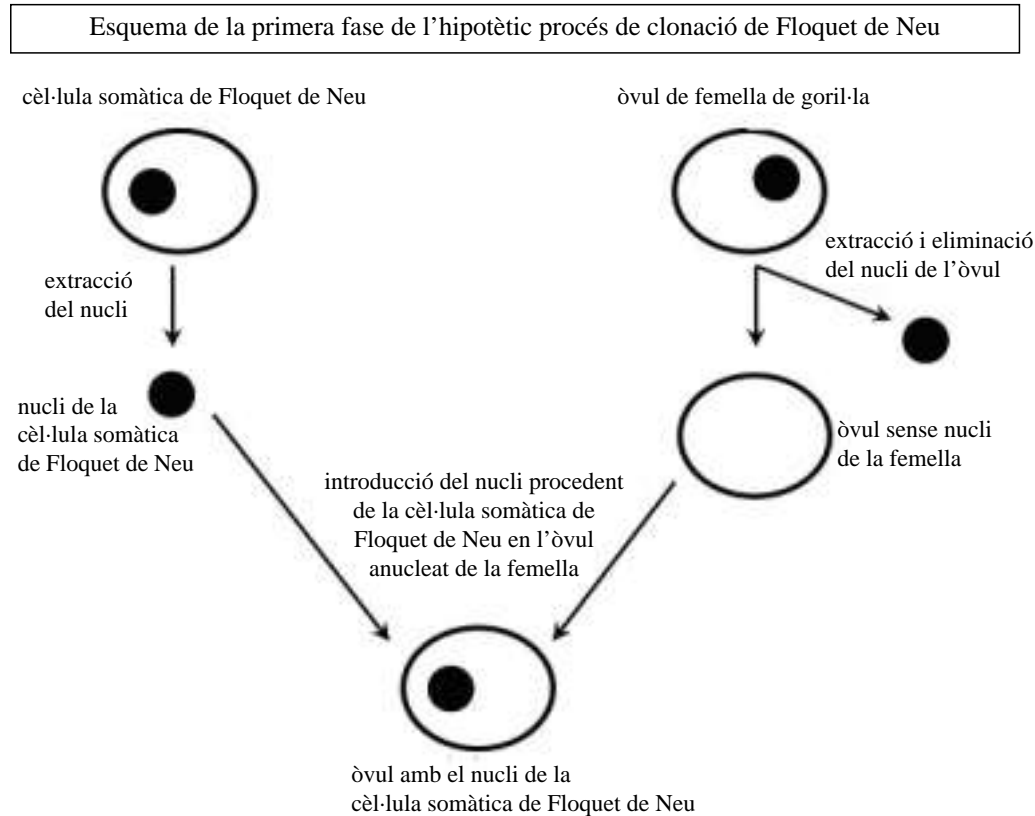 Esquema de la primera fase de l’hipotètic procés de clonació de Floquet de Neu
cèl·lula somàtica de Floquet de Neu
òvul de femella de goril·la
extracció
del nucli
extracció i eliminació
del nucli de l’òvul
nucli de la
cèl·lula somàtica
de Floquet de Neu
òvul sense nucli
de la femella
introducció del nucli procedent
de la cèl·lula somàtica de
Floquet de Neu en l’òvul
anucleat de la femella
òvul amb el nucli de la
cèl·lula somàtica de Floquet de Neu